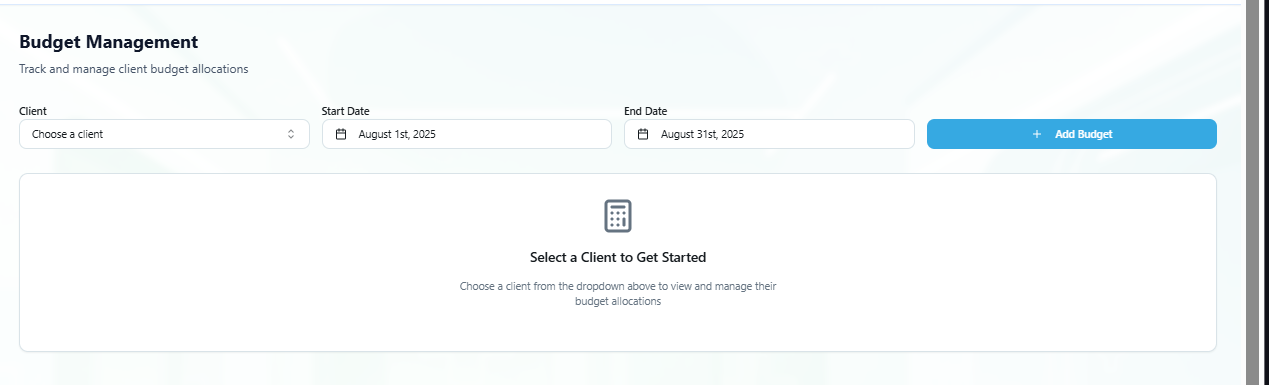 Budget Management
Track and manage client budget allocations
Client
Start Date
End Date
Choose a client
August 1st, 2025
August 31st, 2025
Add Budget
Select a Client to Get Started
Choose a client from the dropdown above to view and manage their
budget allocations